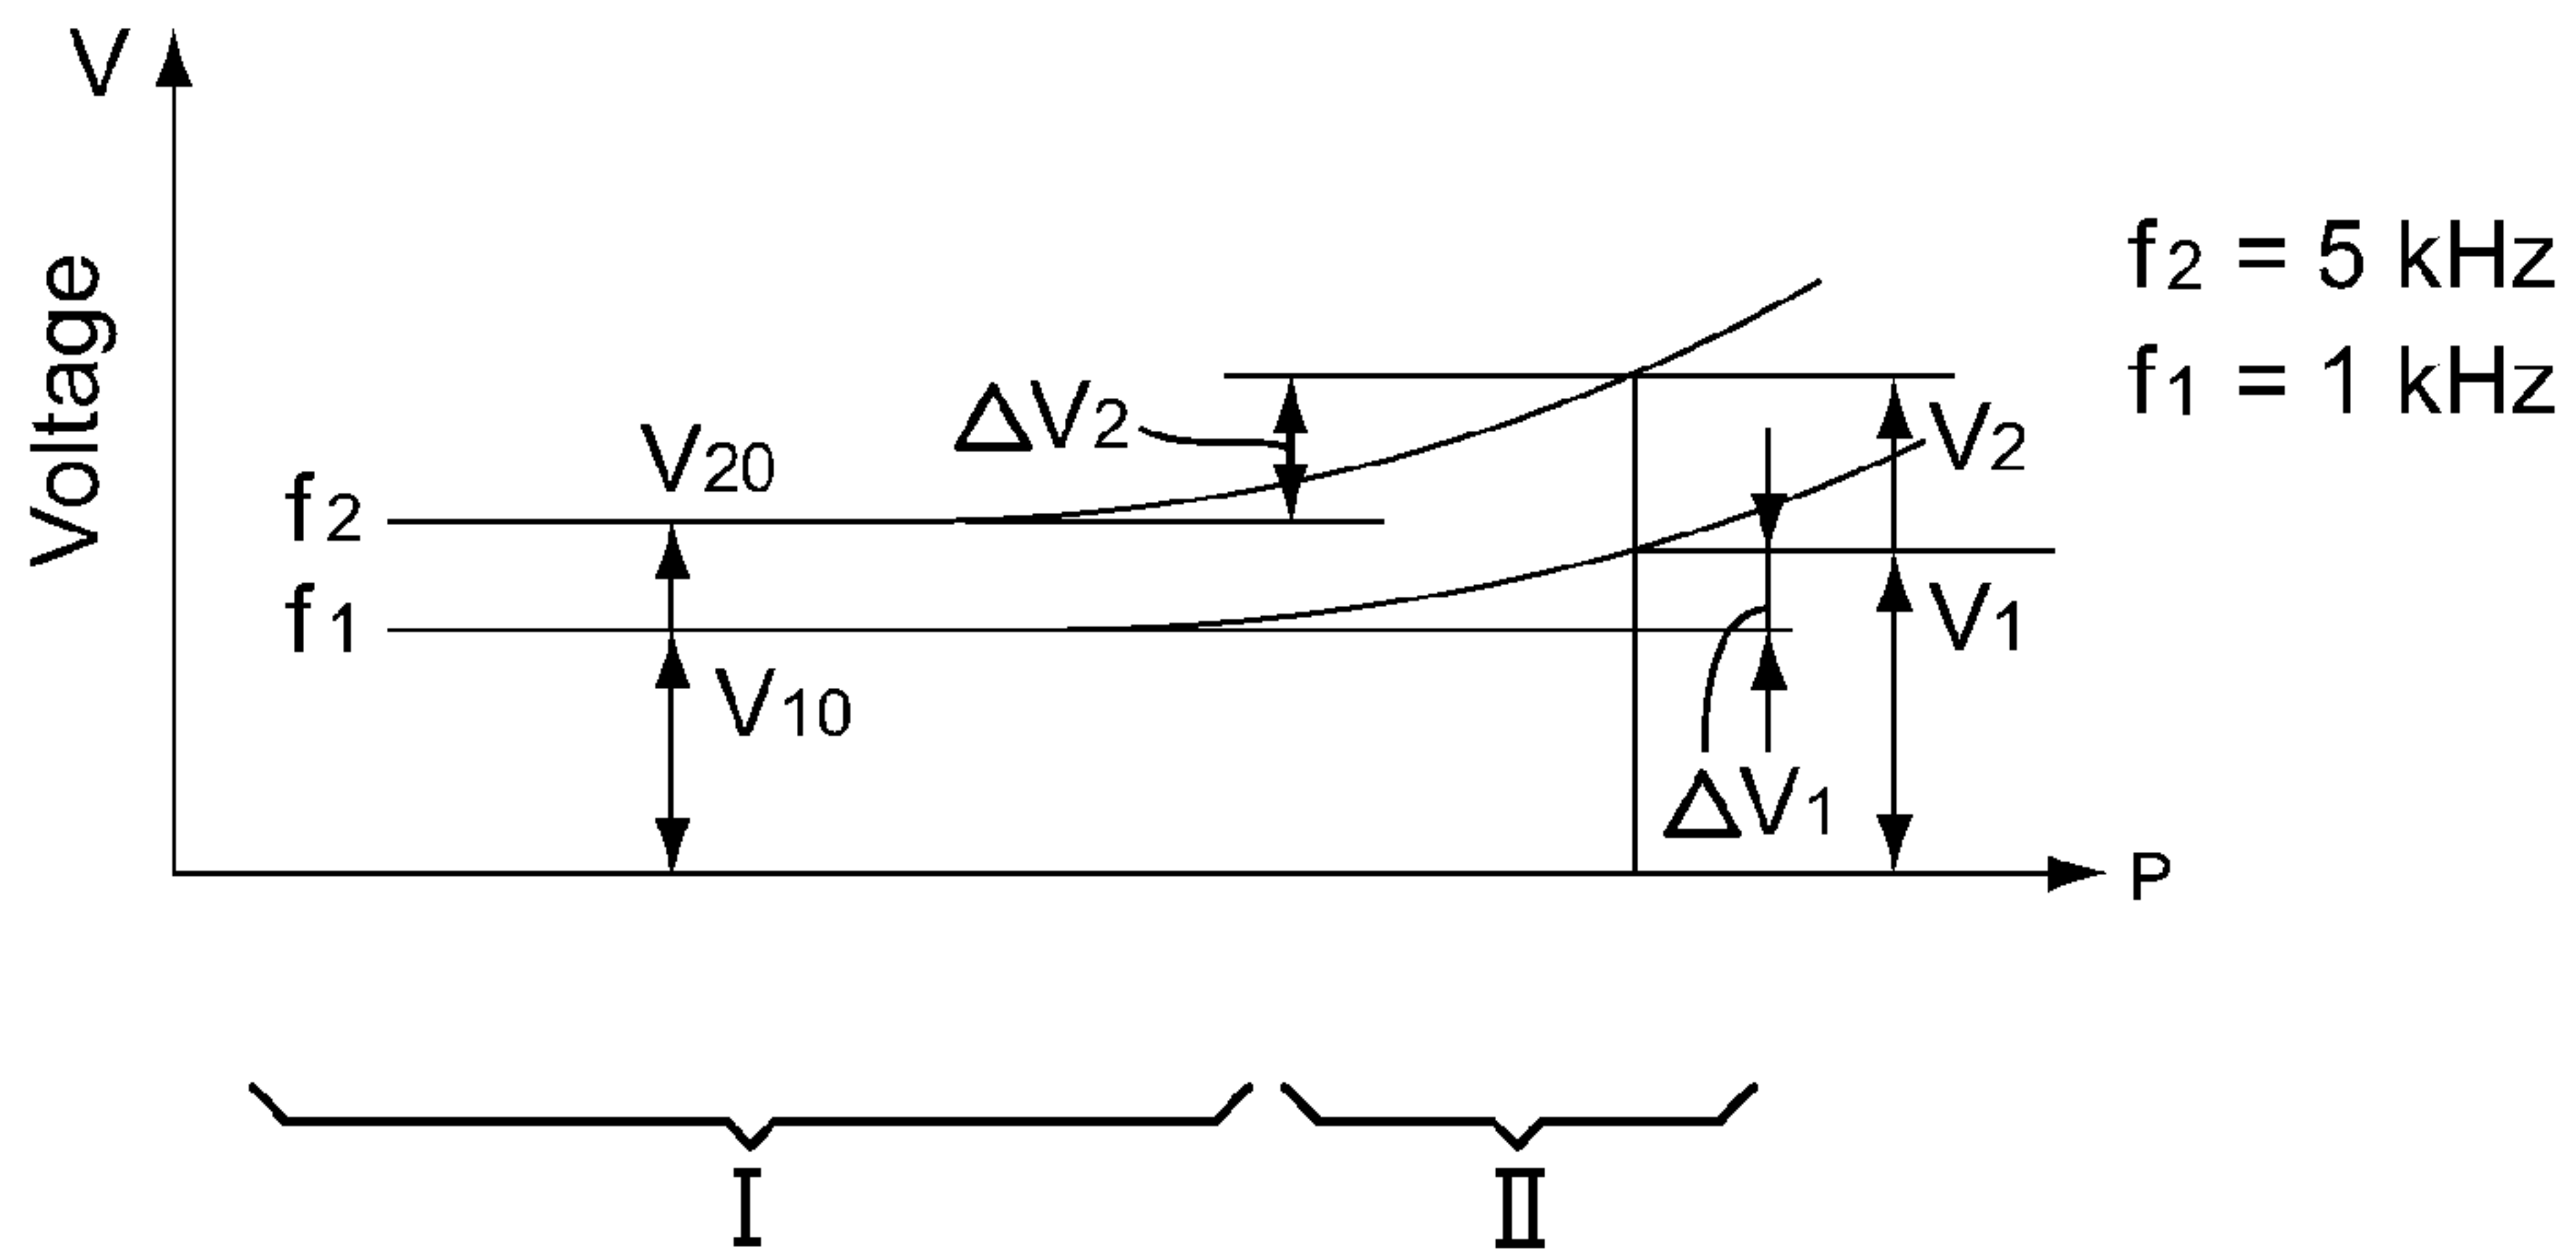 V
Voltage
f2
f1
V20
V10
ΔV2
V2
V1
ΔV1
P
f2 = 5 kHz
f1 = 1 kHz
I
II